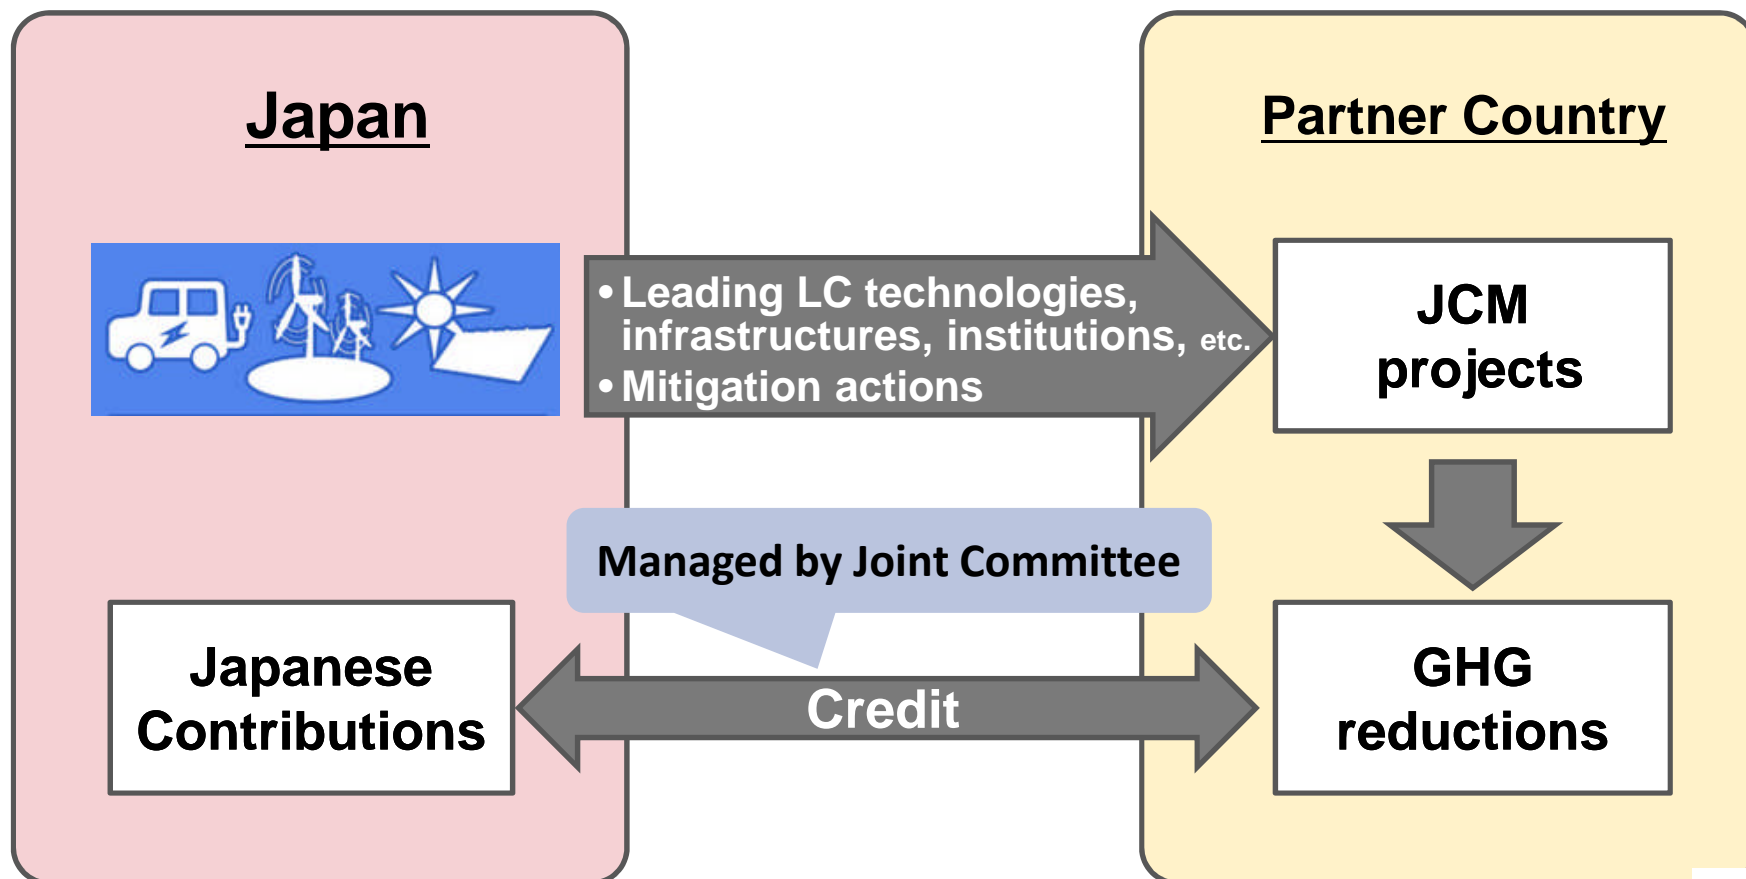 Japan
Partner Country
• Leading LC technologies,
infrastructures, institutions, etc.
• Mitigation actions
JCM
projects
Managed by Joint Committee
Japanese
Contributions
Credit
GHG
reductions